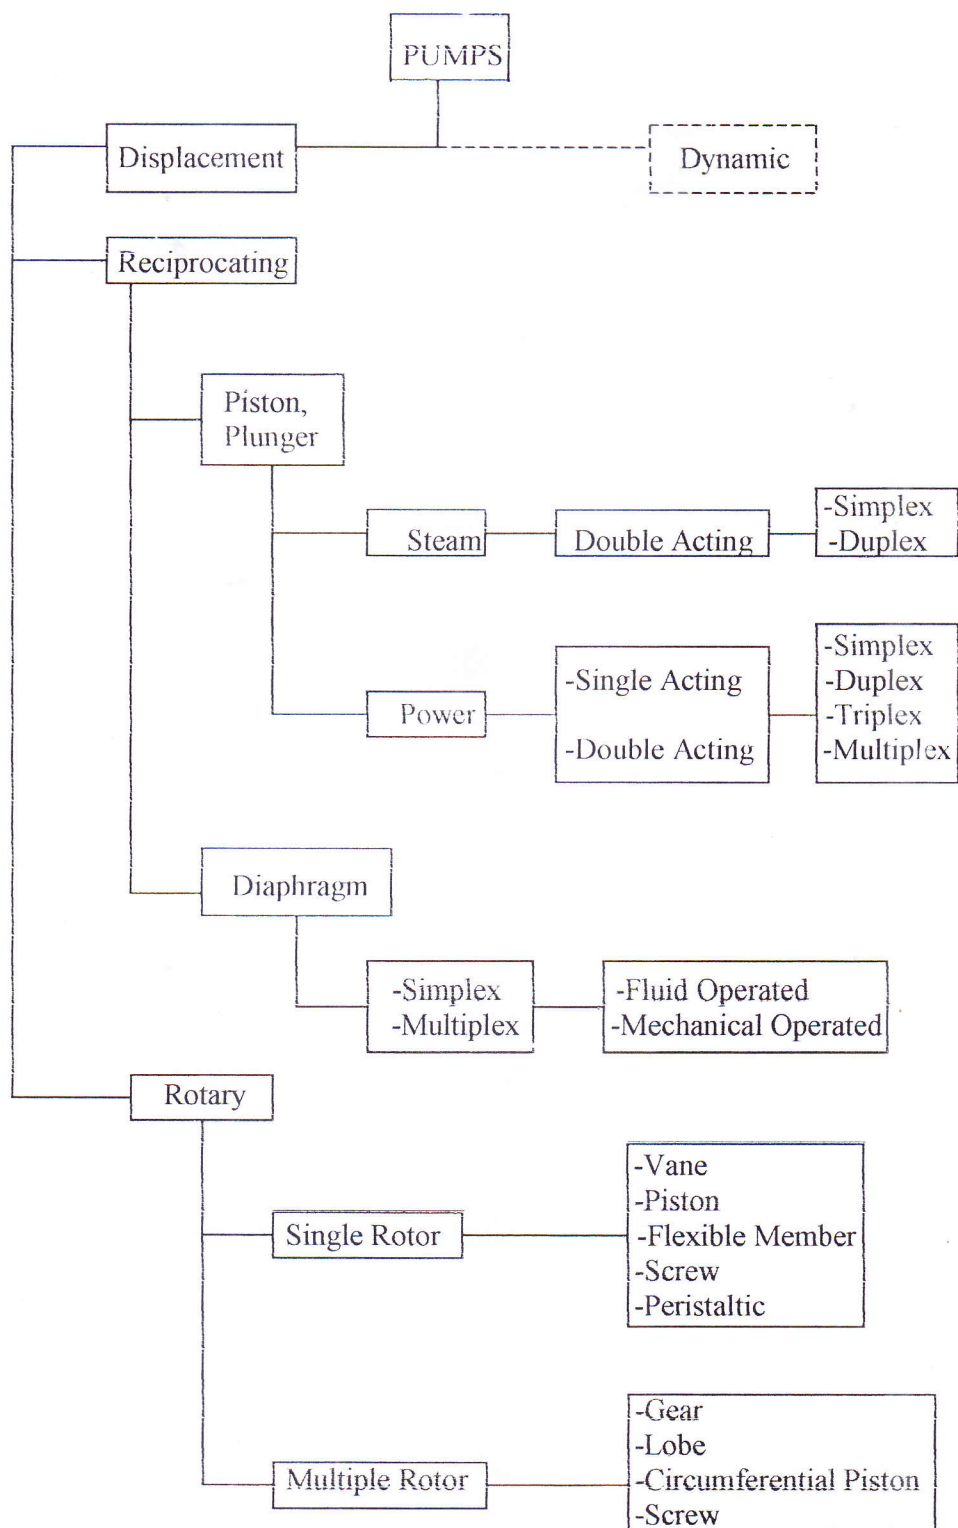 PUMPS
Displacement
Dynamic
Reciprocating
Piston,
Plunger
Steam
Double Acting
-Simplex
-Duplex
Power
-Single Acting
-Double Acting
-Simplex
-Duplex
-Triplex
-Multiplex
Diaphragm
-Simplex
-Multiplex
-Fluid Operated
-Mechanical Operated
Rotary
Single Rotor
-Vane
-Piston
-Flexible Member
-Screw
-Peristaltic
Multiple Rotor
-Gear
-Lobe
-Circumferential Piston
-Screw